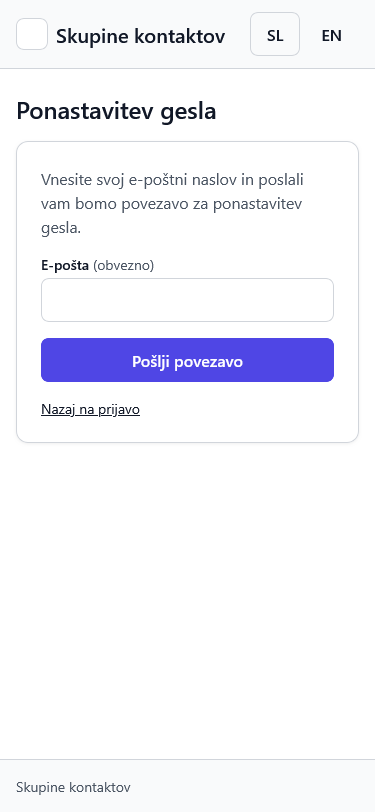 Skupine kontaktov
SL
EN
Ponastavitev gesla
Vnesite svoj e-poštni naslov in poslali
vam bomo povezavo za ponastavitev
gesla.
E-pošta (obvezno)
Pošlji povezavo
Nazaj na prijavo
Skupine kontaktov